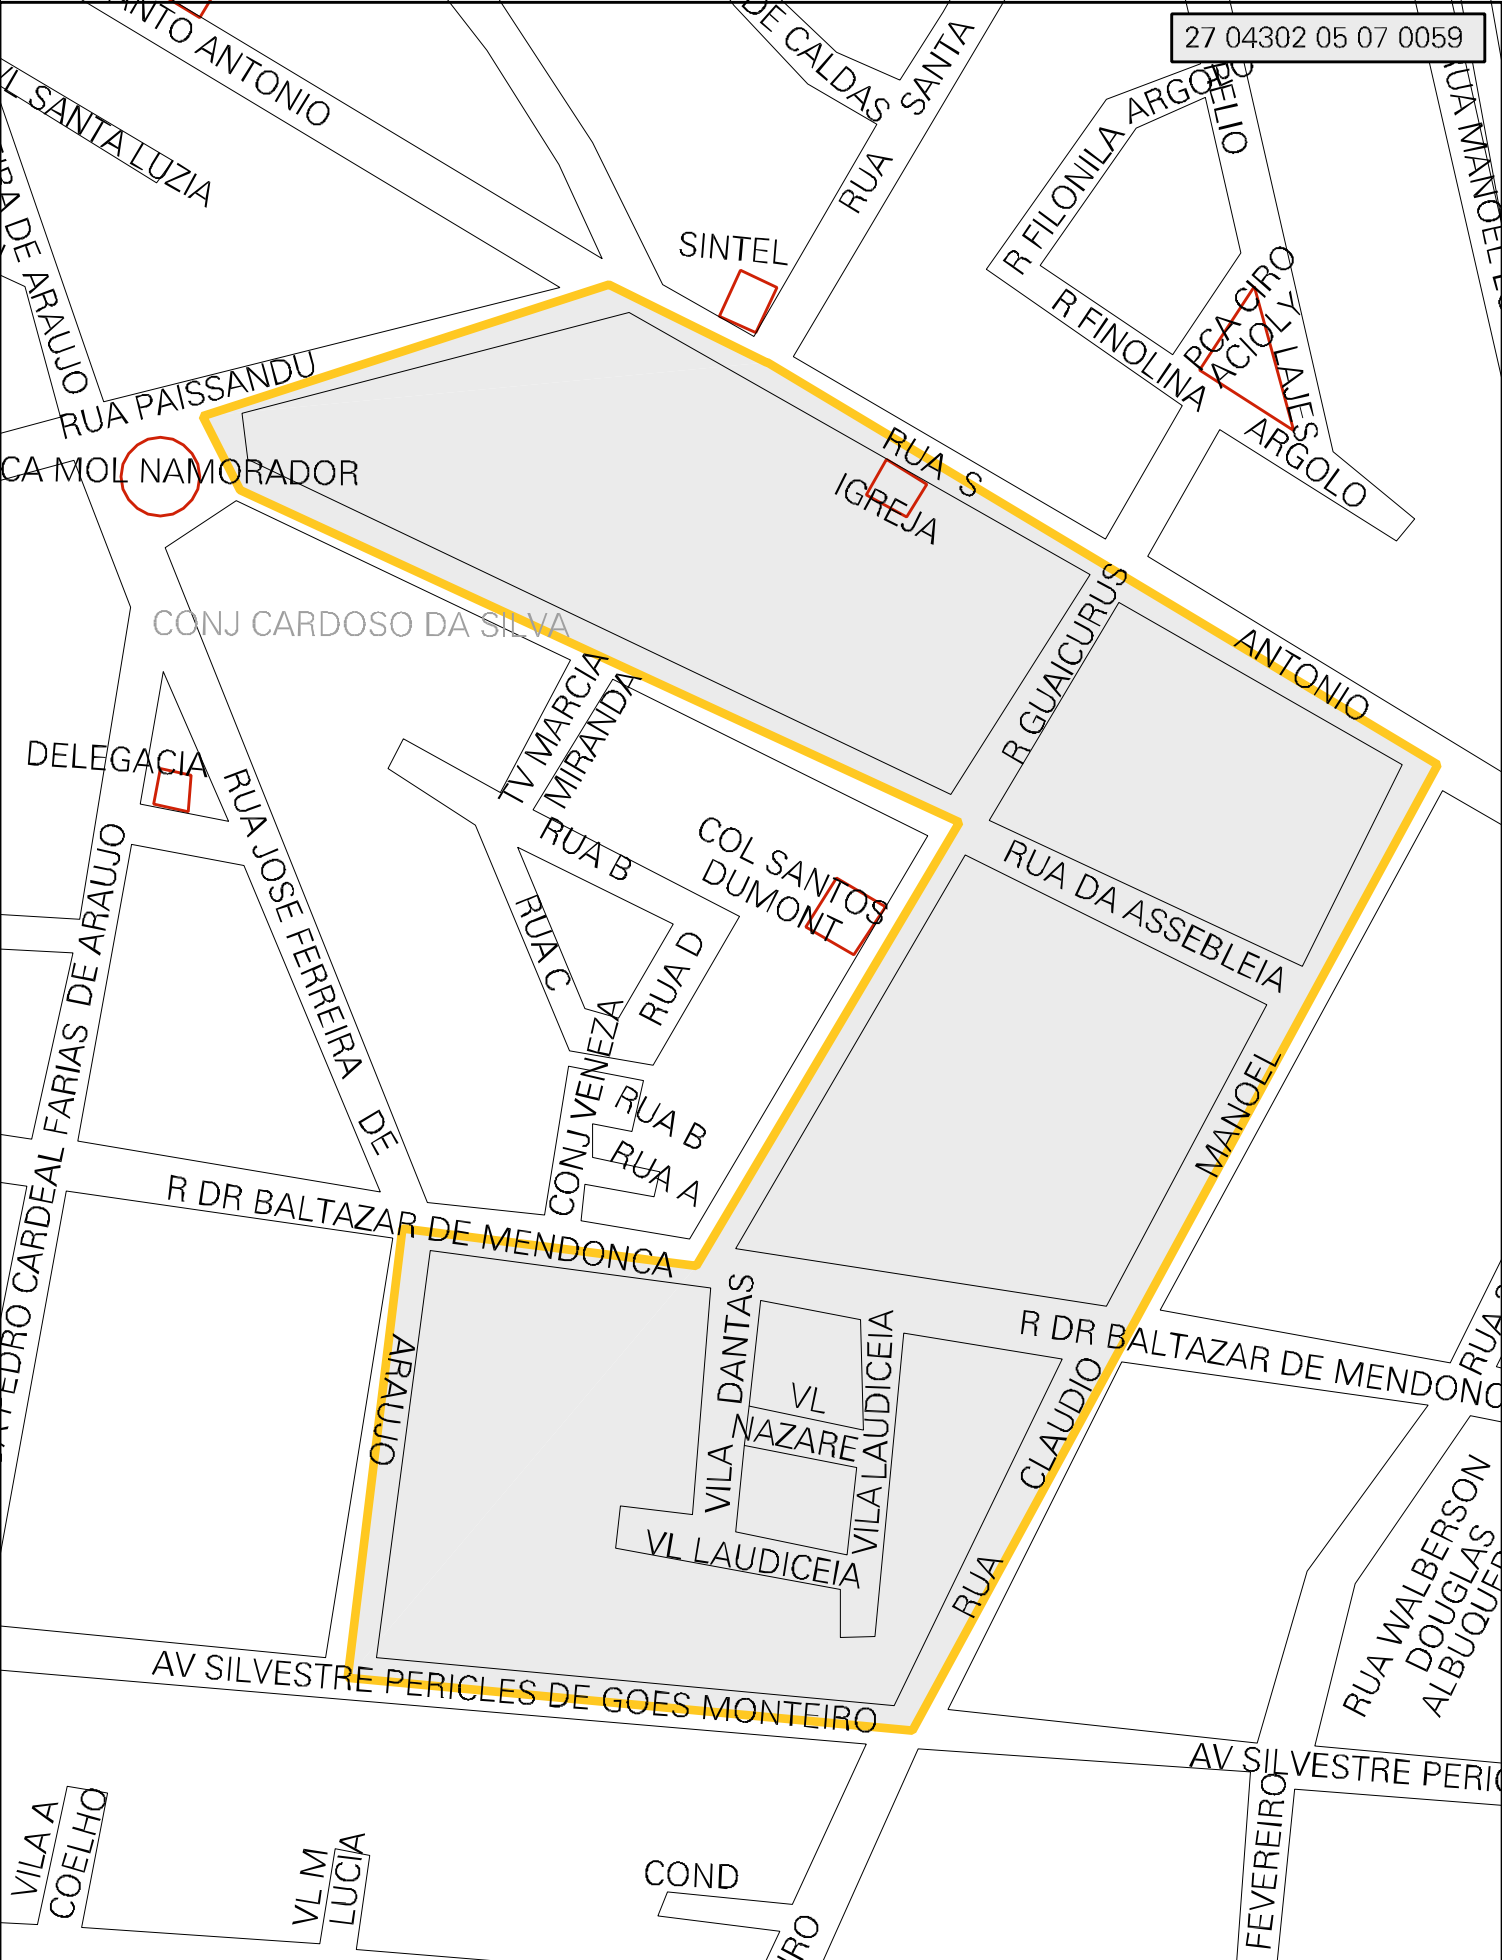 27 04302 05 07 0059
SANTO ANTONIO
DE CALDAS
RUA SANTA
VL SANTA LUZIA
R FILONILA ARGOLO
HELIO
LAJES
RUA MANOEL
DE ARAUJO
SINTEL
PCA CIRO
ACIOLY
R FINOLINA
ARGOLO
RUA PAISSANDU
CA MOL NAMORADOR
RUA S
ANTONIO
IGREJA
CONJ CARDOSO DA SILVA
R GUAICURUS
TV MARCIA
MIRANDA
DELEGACIA
RUA JOSE FERREIRA DE
ARAUJO
RUA B
COL SANTOS
DUMONT
RUA DA ASSEBLEIA
RUA C
RUA D
PEDRO CARDEAL FARIAS DE ARAUJO
CONJ VENEZA
RUA B
RUA A
RUA CLAUDIO MANOEL
R DR BALTAZAR DE MENDONCA
R DR BALTAZAR DE MENDONC
RUA
VILA DANTAS
VL
NAZARE
VILA LAUDICEIA
VL LAUDICEIA
RUA WALBERSON
DOUGLAS
ALBUQUER
AV SILVESTRE PERICLES DE GOES MONTEIRO
AV SILVESTRE PERIC
VILA A
COELHO
VL M
LUCIA
COND
FEVEREIRO